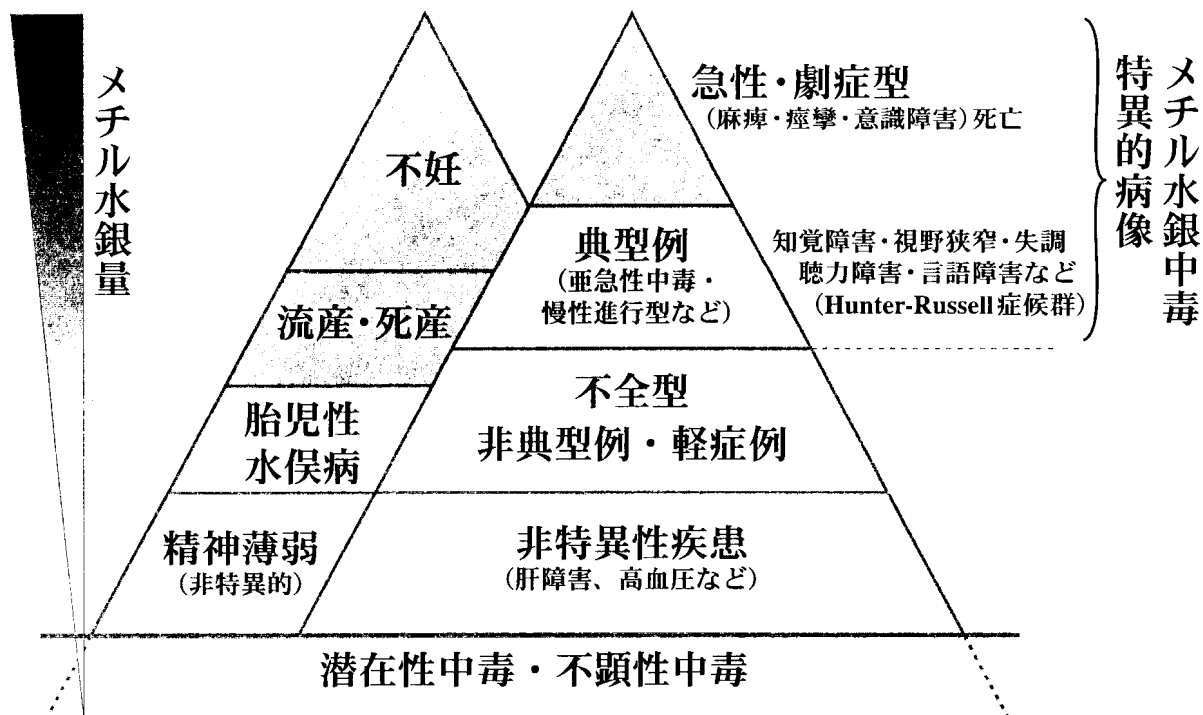 メチル水銀量
不妊
流産・死産
胎児性
水俣病
精神薄弱
(非特異的)
急性・劇症型
(麻痺・痙攣・意識障害)死亡
典型例
(亜急性中毒・
慢性進行型など)
知覚障害・視野狭窄・失調
聴力障害・言語障害など
(Hunter-Russell症候群)
不全型
非典型例・軽症例
非特異性疾患
(肝障害、高血圧など)
潜在性中毒・不顕性中毒
メチル水銀中毒
特異的病像